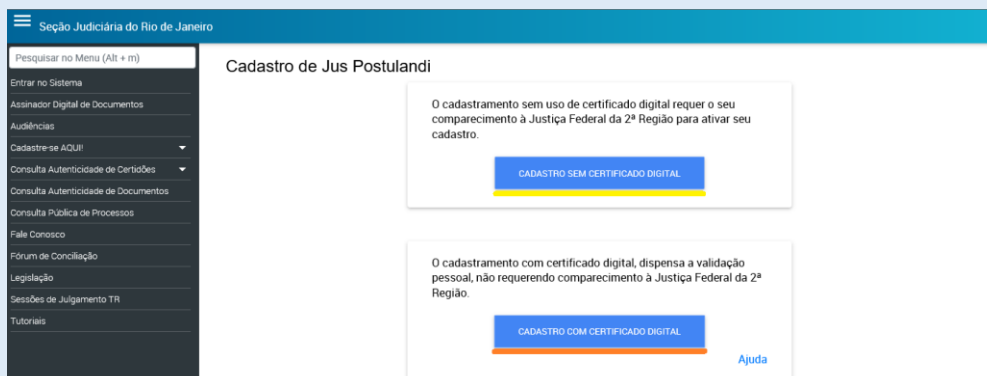 Seção Judiciária do Rio de Janeiro
Pesquisar no Menu (Alt + m)
Entrar no Sistema
Assinador Digital de Documentos
Audiências
Cadastre-se AQUI!
Consulta Autenticidade de Certidões
Consulta Autenticidade de Documentos
Consulta Pública de Processos
Fale Conosco
Fórum de Conciliação
Legislação
Sessões de Julgamento TR
Tutoriais
Cadastro de Jus Postulandi
O cadastramento sem uso de certificado digital requer o seu
comparecimento à Justiça Federal da 2ª Região para ativar seu
cadastro.
CADASTRO SEM CERTIFICADO DIGITAL
O cadastramento com certificado digital, dispensa a validação
pessoal, não requerendo comparecimento à Justiça Federal da 2ª
Região.
CADASTRO COM CERTIFICADO DIGITAL
Ajuda